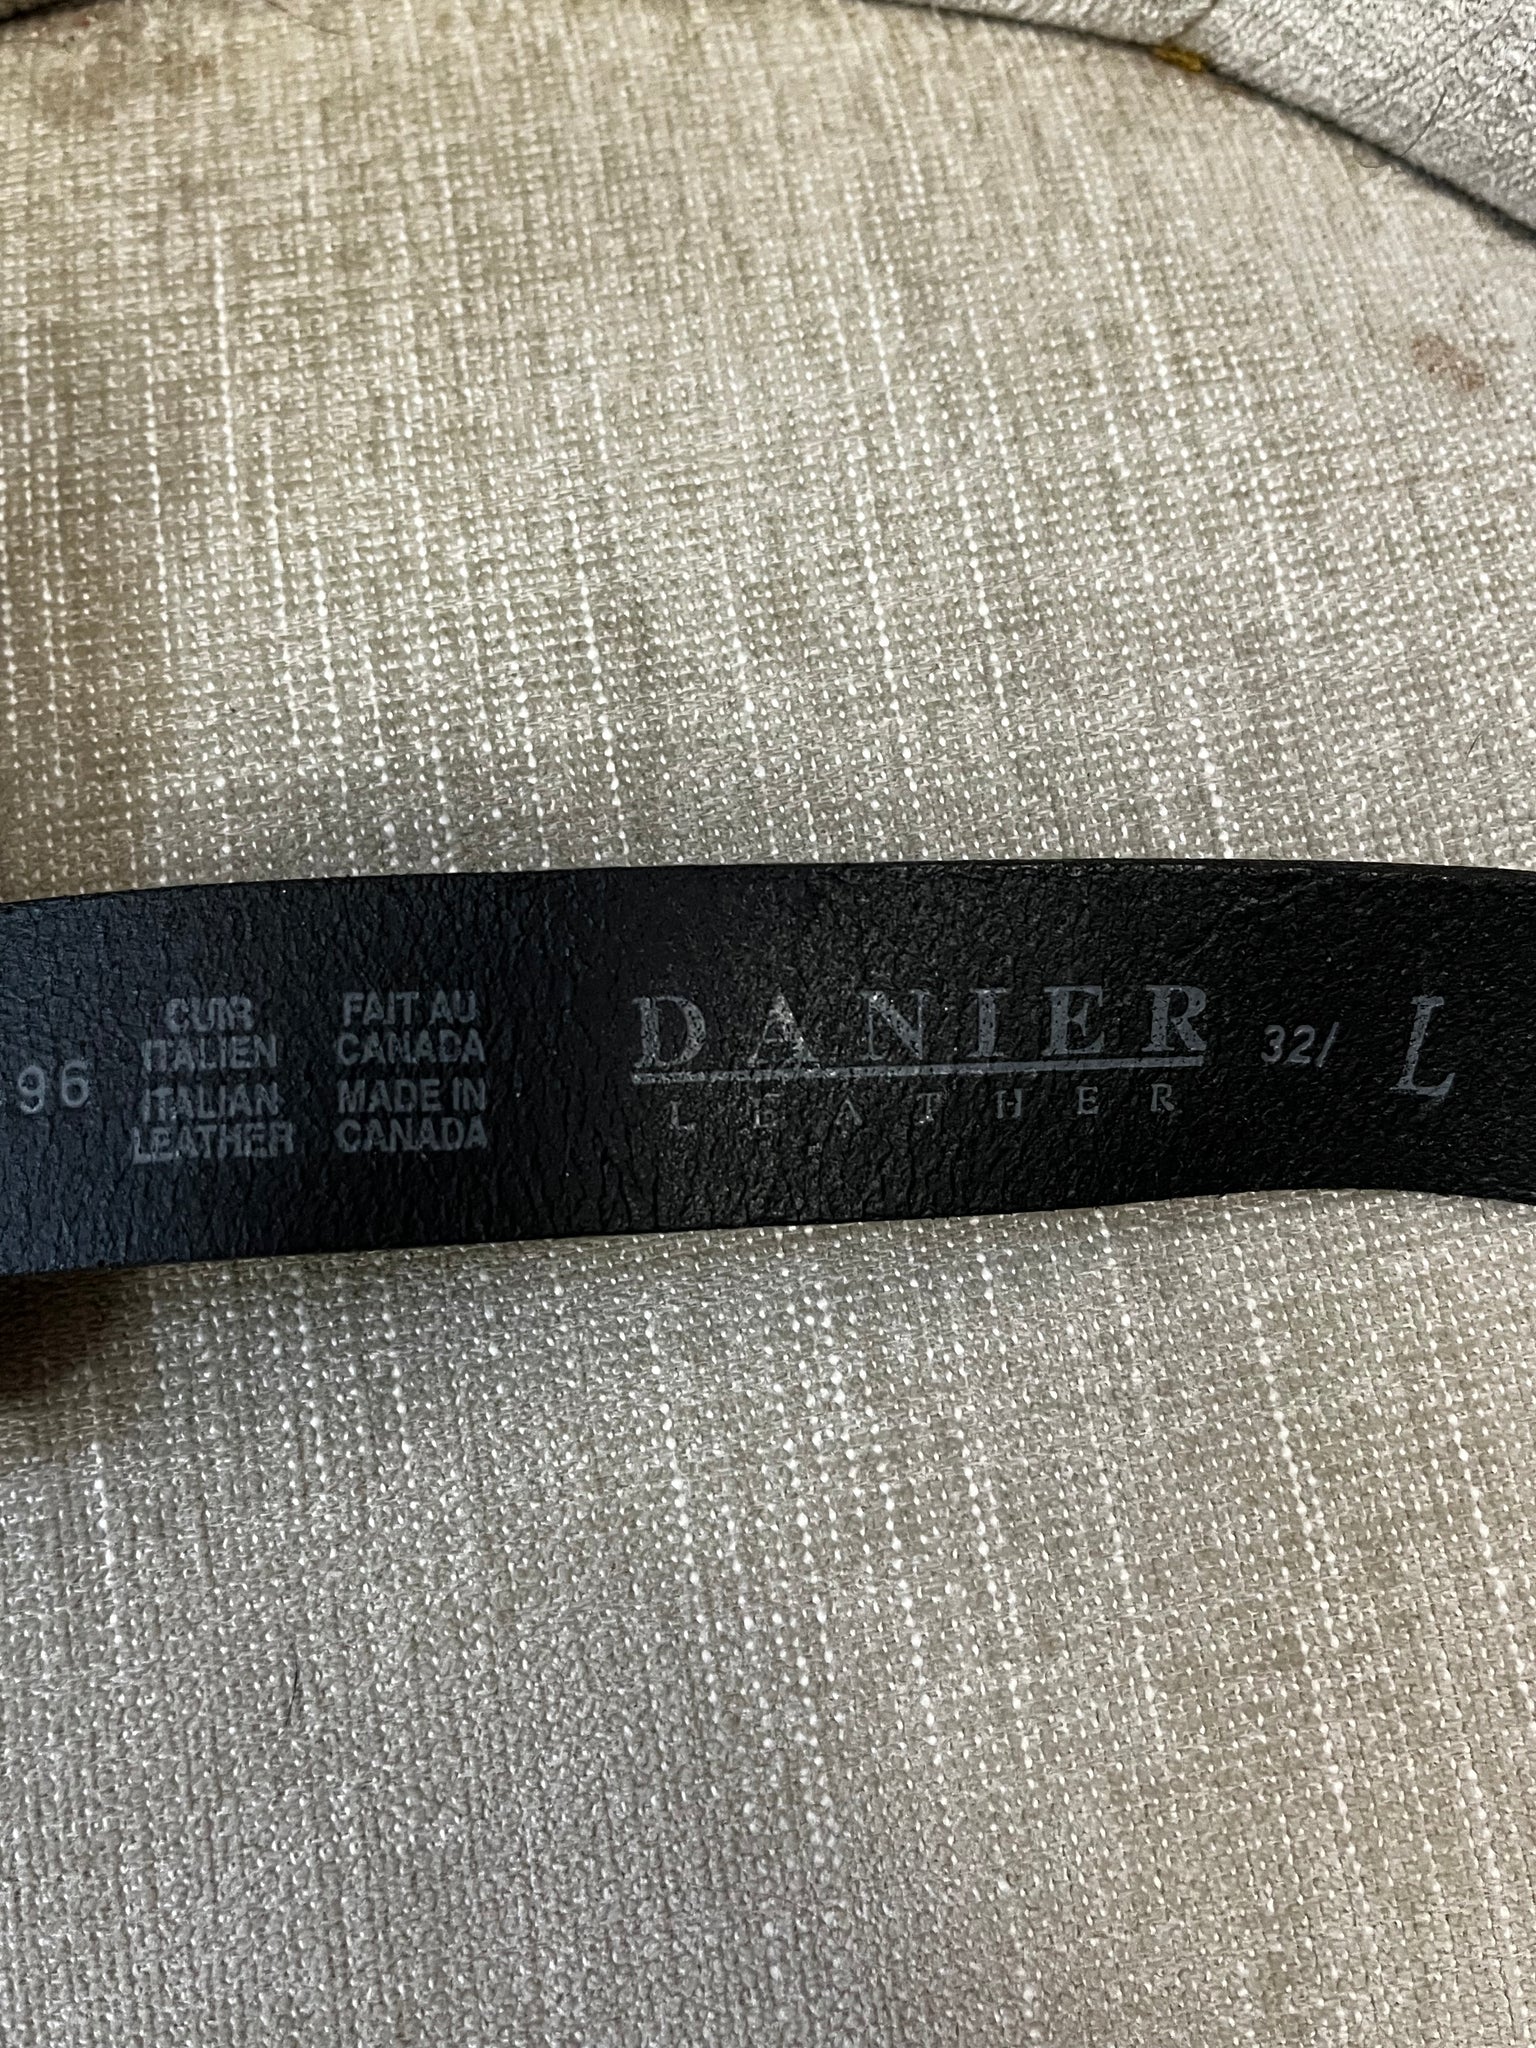 96
CUIR
ITALIEN
ITALIAN
LEATHER
FAIT AU
CANADA
MADE IN
CANADA
DANIER
LEATHER
32/
L